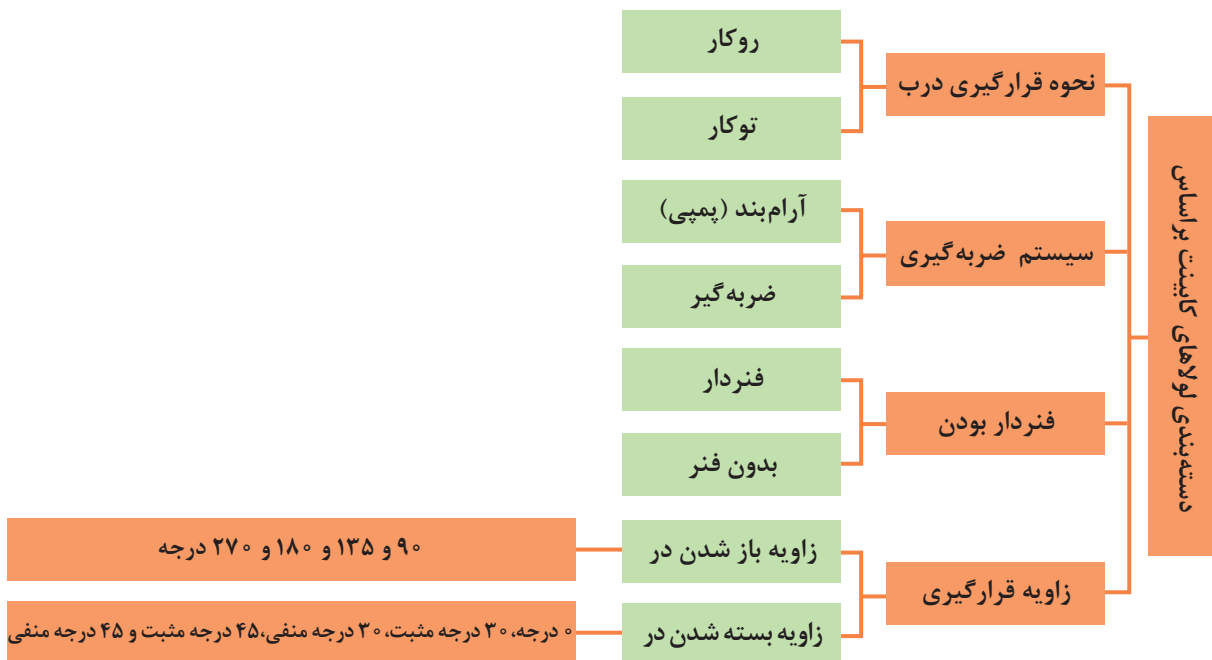 دسته‌بندی لولاهای کابینت براساس
نحوه قرارگیری درب
روکار
توکار
سیستم ضربه‌گیری
آرام‌بند (پمپی)
ضربه‌گیر
فنردار بودن
فنردار
بدون فنر
زاویه قرارگیری
زاویه باز شدن در
۹۰ و ۱۳۵ و ۱۸۰ و ۲۷۰ درجه
زاویه بسته شدن در
۰ درجه، ۳۰ درجه مثبت، ۳۰ درجه منفی، ۴۵ درجه مثبت و ۴۵ درجه منفی